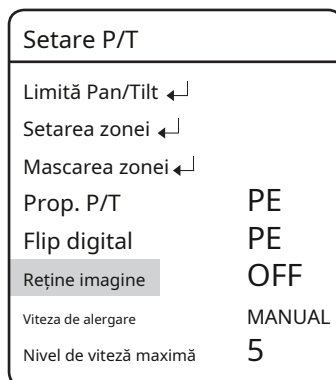 Setare P/T
Limită Pan/Tilt ↵
Setarea zonei ↵
Mascarea zonei ↵
Prop. P/T PE
Flip digital PE
Reține imagine OFF
Viteza de alergare MANUAL
Nivel de viteză maximă 5